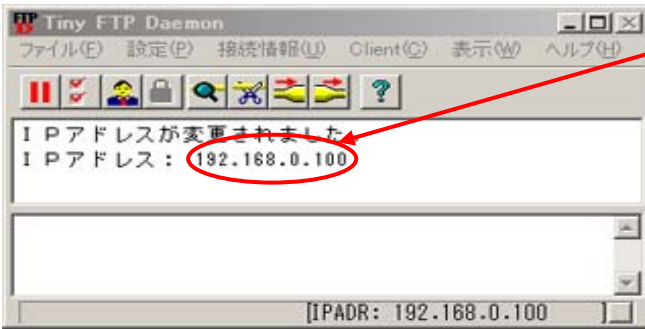 Tiny FTP Daemon
ファイル(F) 設定(P) 接続情報(U) Client(C) 表示(W) ヘルプ(H)
IPアドレスが変更されました
IPアドレス: 192.168.0.100
[IPADR: 192.168.0.100 ]